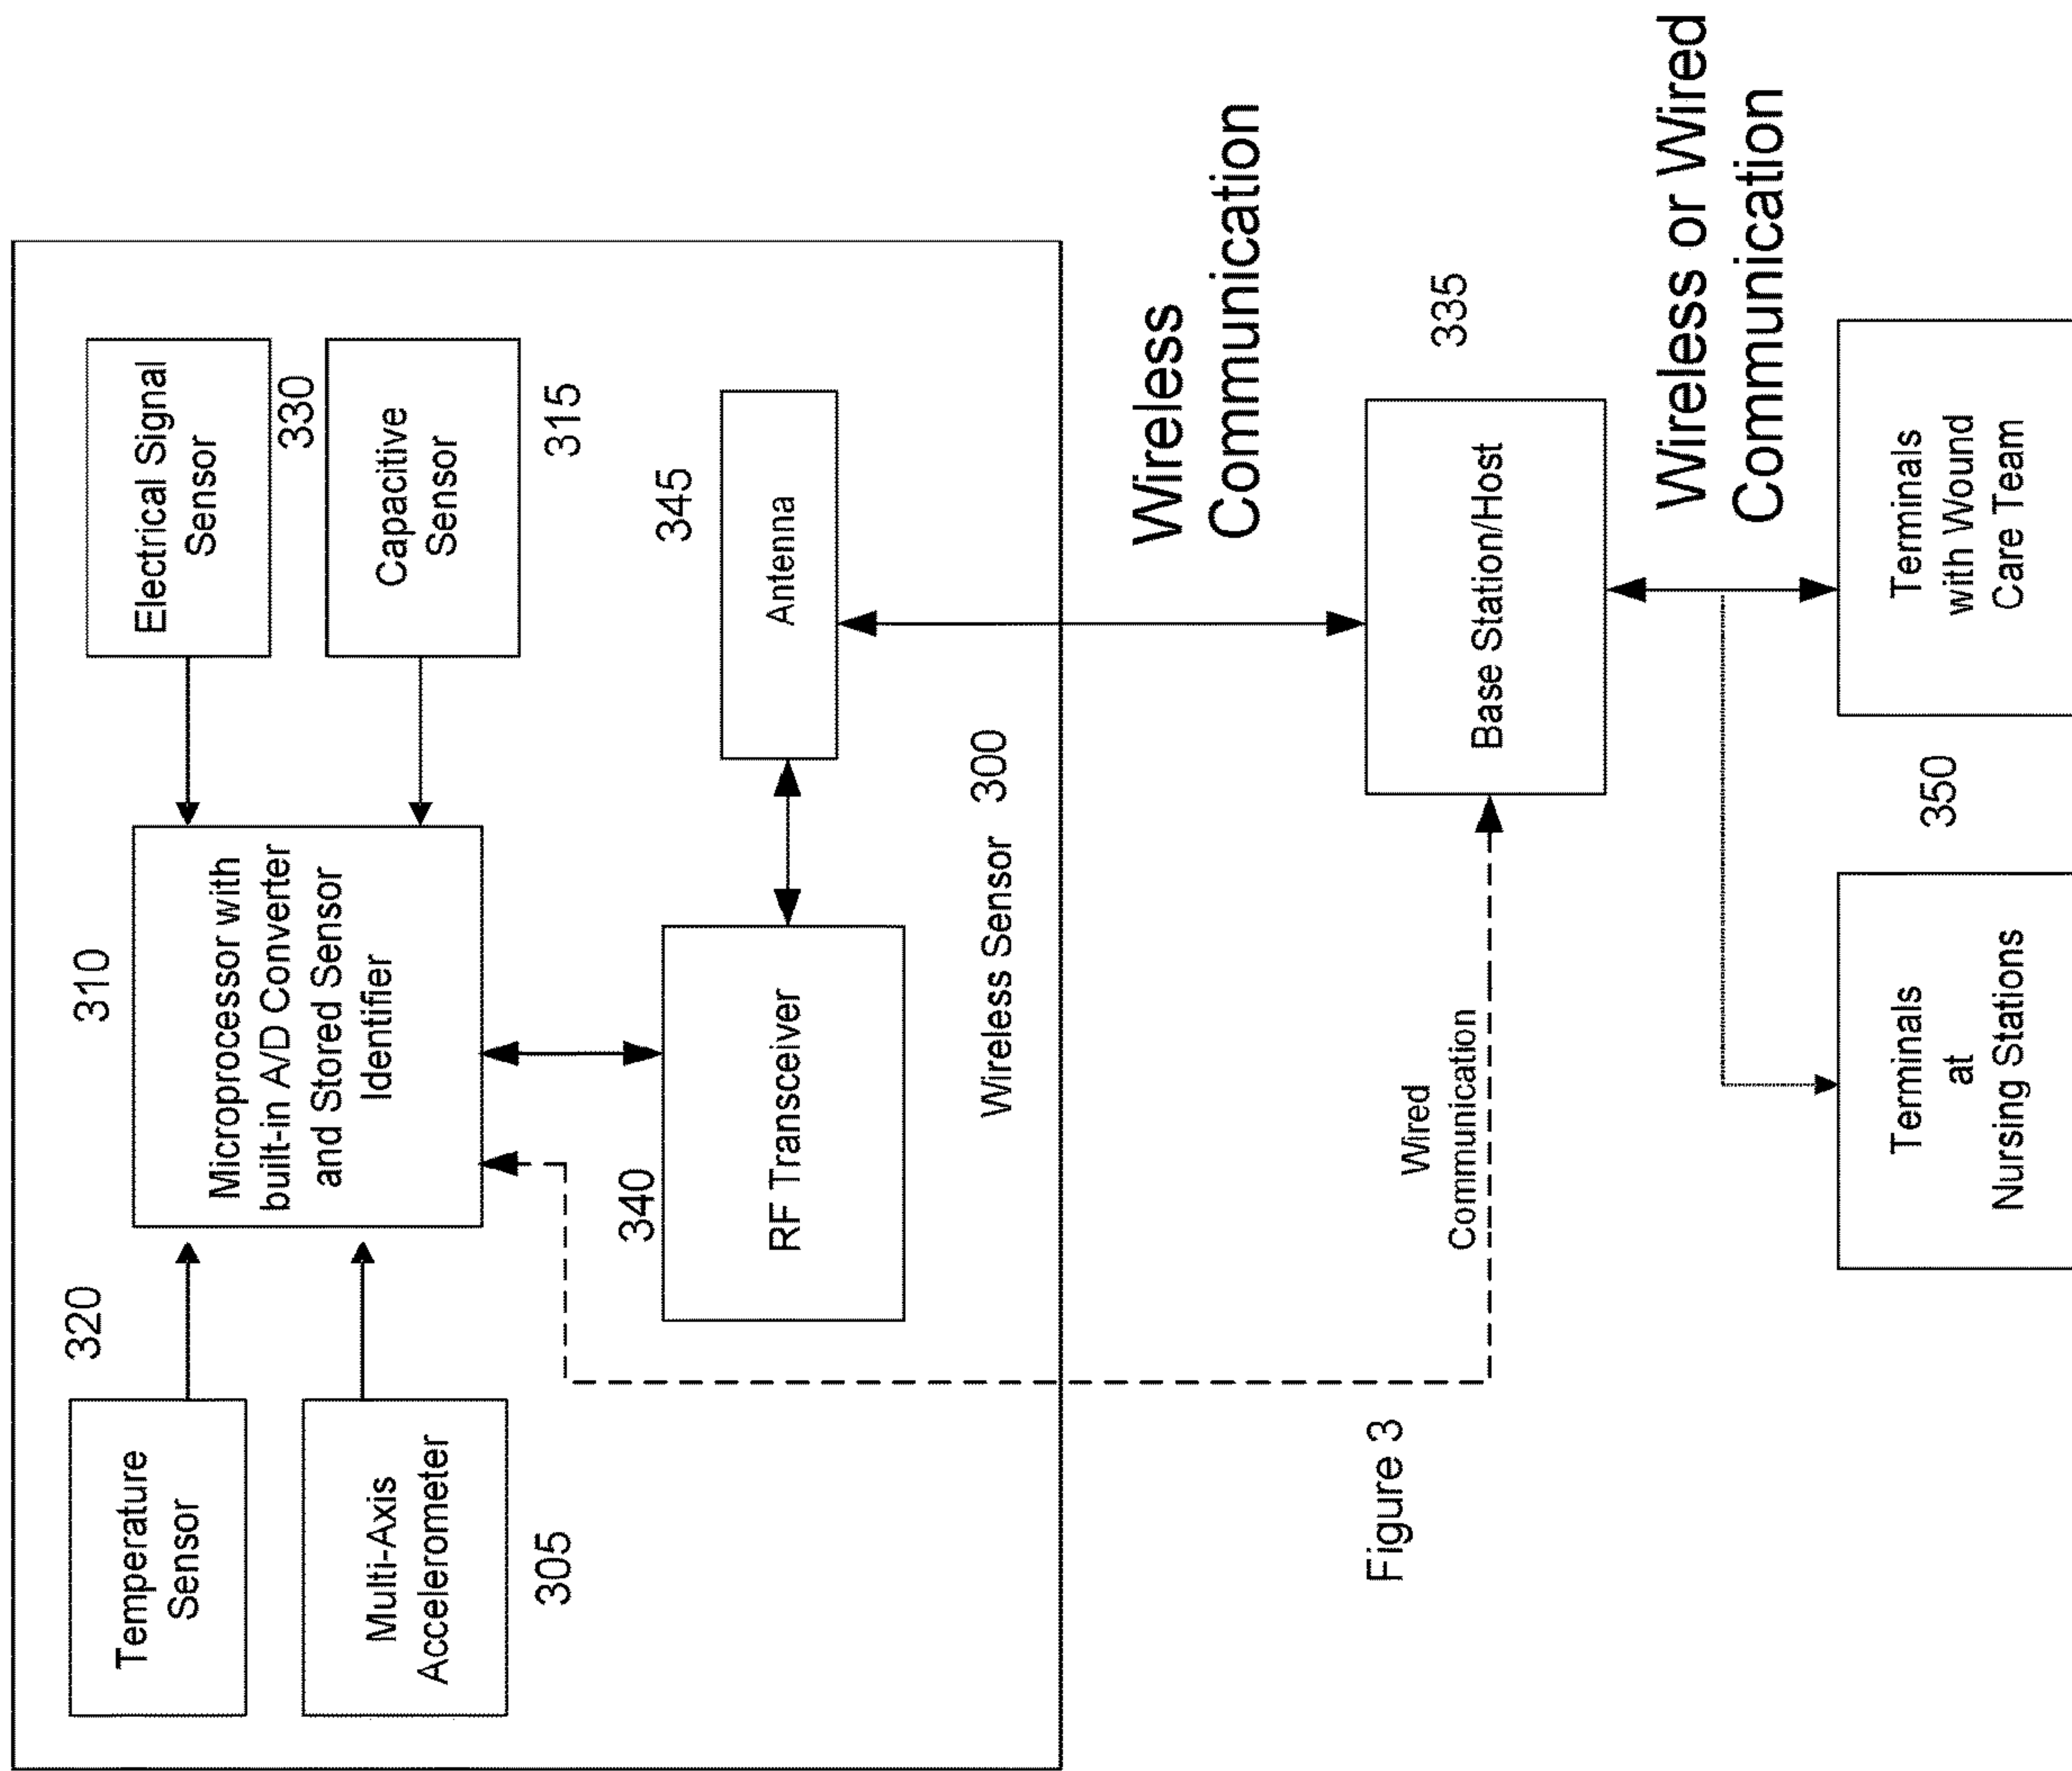 320
Temperature
Sensor
Multi-Axis
Accelerometer
305
310
Microprocessor with
built-in A/D Converter
and Stored Sensor
Identifier
Electrical Signal
Sensor
330
Capacitive
Sensor
315
340
RF Transceiver
345
Antenna
Wireless Sensor 300
Wireless
Communication
Wired
Communication
335
Base Station/Host
Figure 3
Wireless or Wired
Communication
Terminals
at
Nursing Stations
350
Terminals
with Wound
Care Team